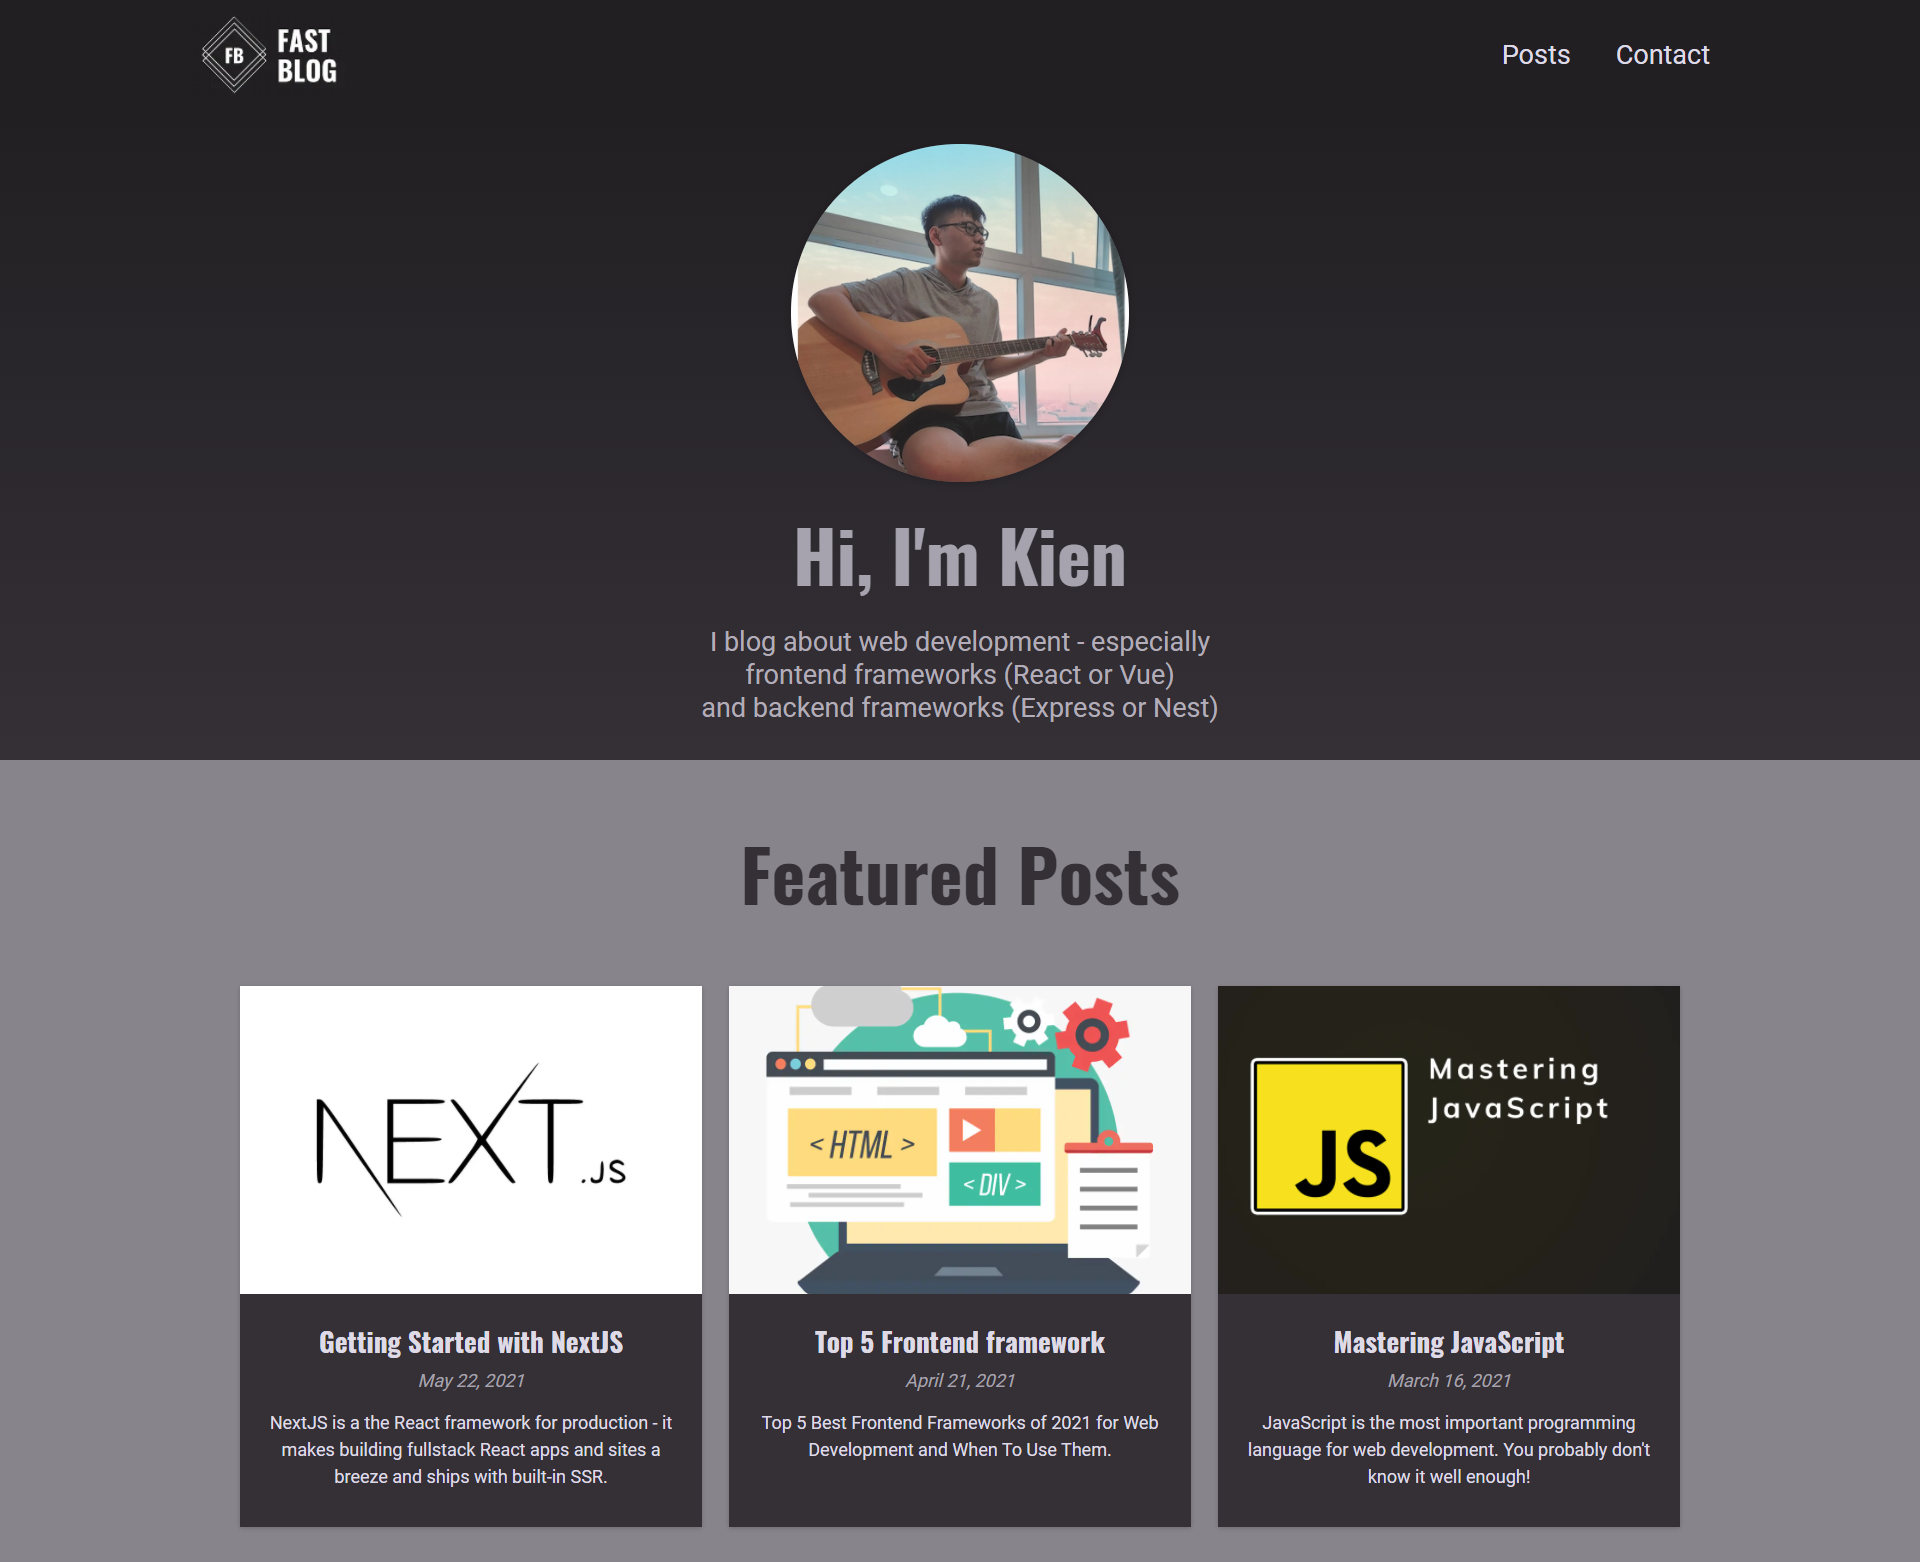 FB
FAST
BLOG
Posts
Contact
Hi, I'm Kien
I blog about web development - especially
frontend frameworks (React or Vue)
and backend frameworks (Express or Nest)
Featured Posts
NEXT.JS
Getting Started with NextJS
May 22, 2021
NextJS is a the React framework for production - it
makes building fullstack React apps and sites a
breeze and ships with built-in SSR.
< HTML >
< DIV >
Top 5 Frontend framework
April 21, 2021
Top 5 Best Frontend Frameworks of 2021 for Web
Development and When To Use Them.
JS
Mastering
JavaScript
Mastering JavaScript
March 16, 2021
JavaScript is the most important programming
language for web development. You probably don't
know it well enough!